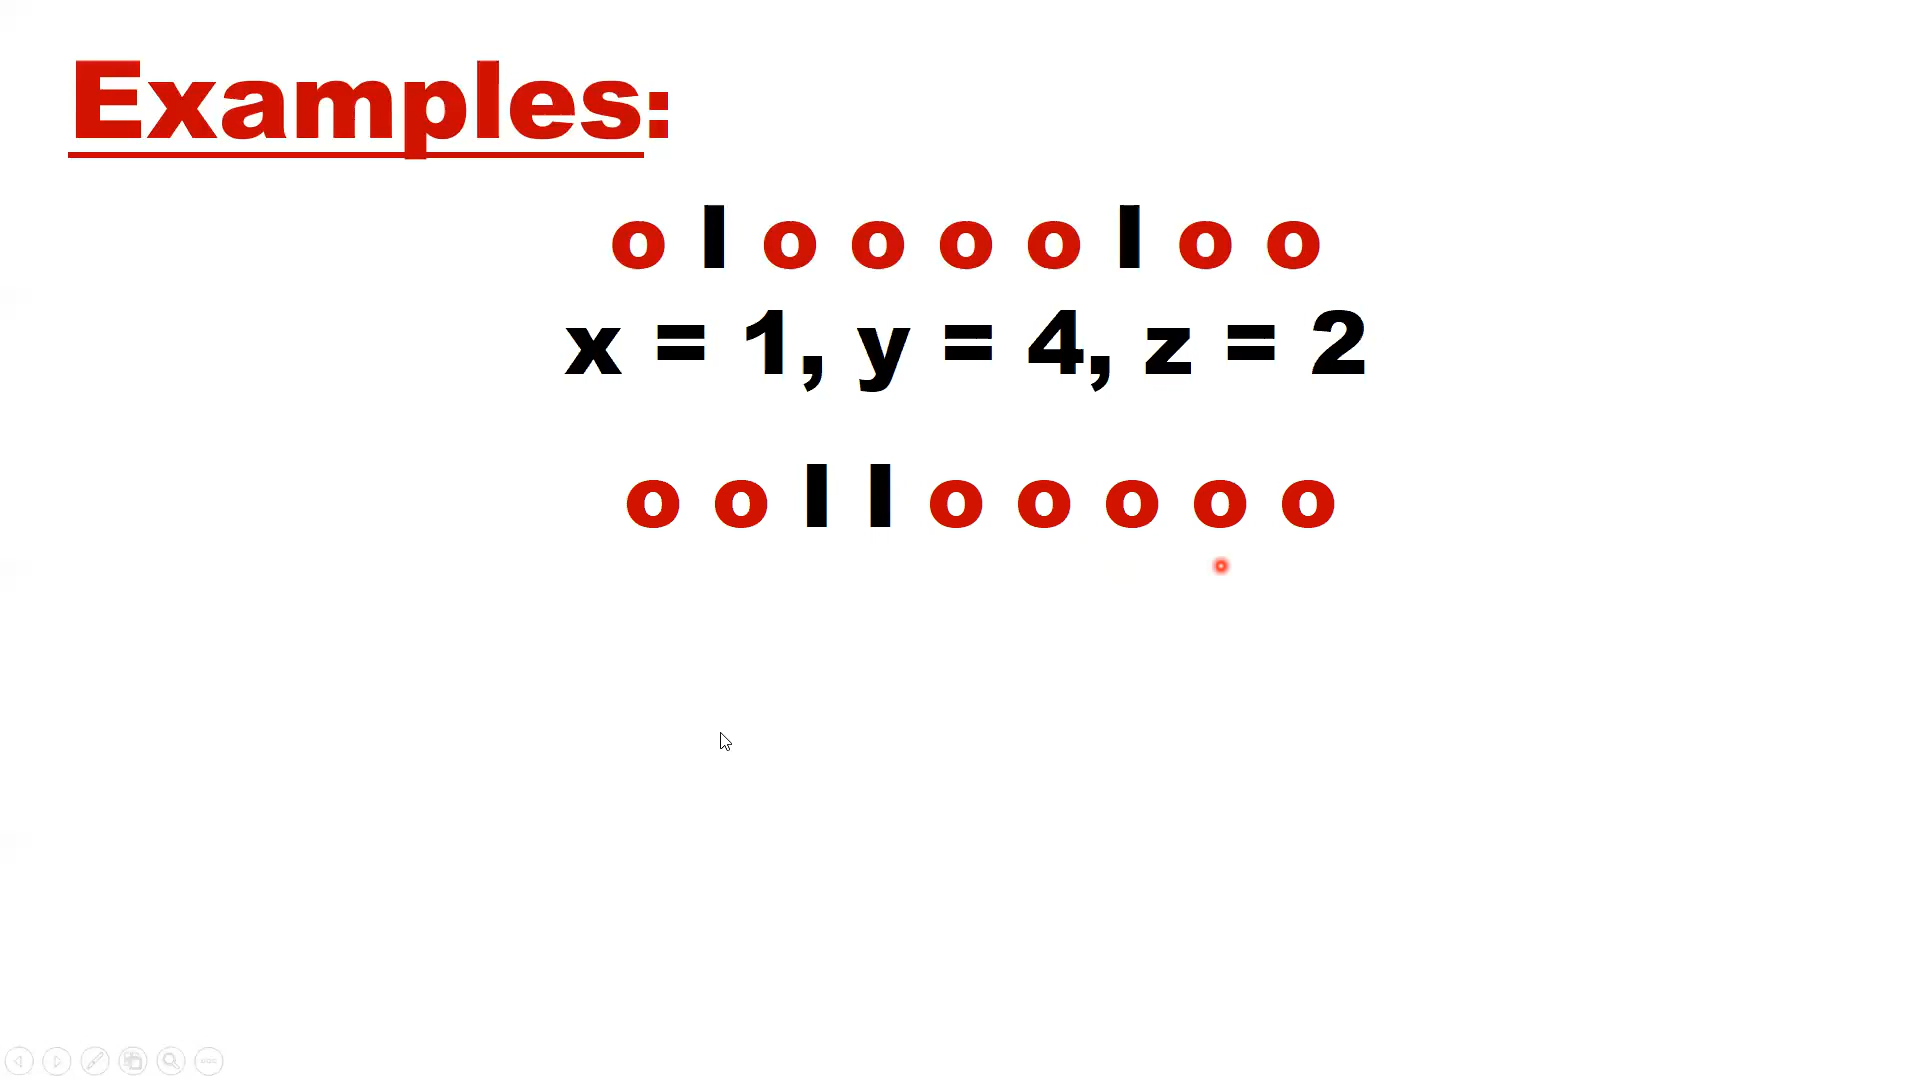 Examples:
o l o o o o l o o
x = 1, y = 4, z = 2
o o l l o o o o o